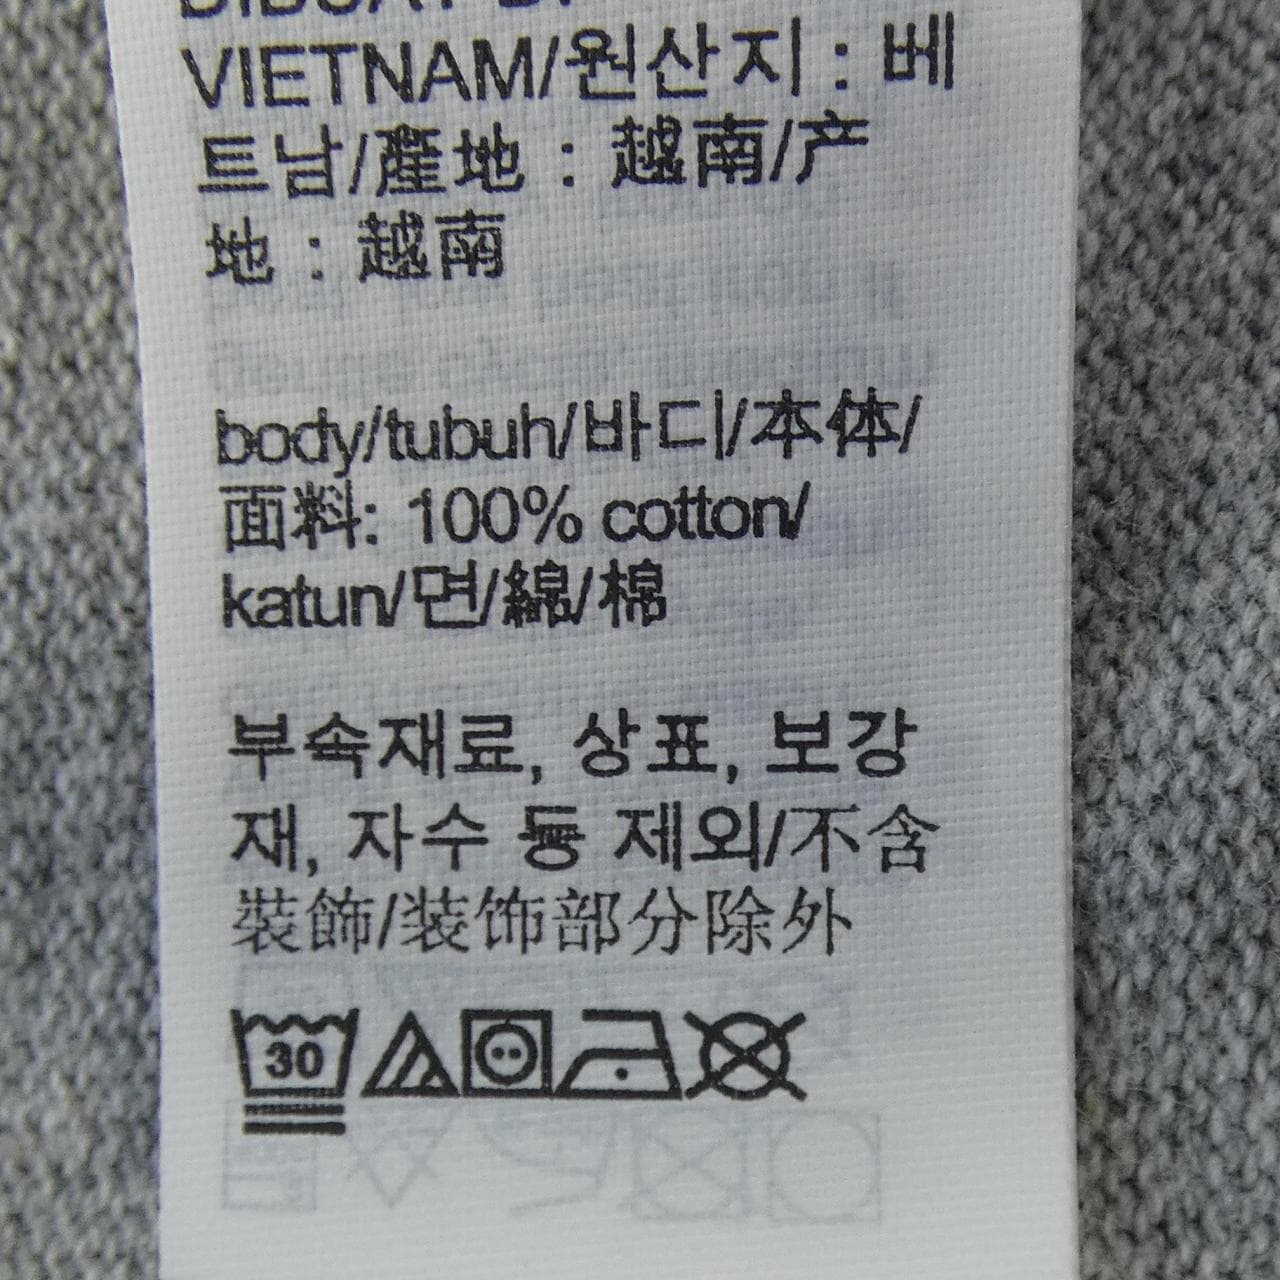 DIBUAT DI
VIETNAM/원산지 : 베
트남/產地 : 越南/产
地 : 越南
body/tubuh/바디/本体/
面料: 100% cotton/
katun/면/綿/棉
부속재료, 상표, 보강
재, 자수 등 제외/不含
裝飾/装饰部分除外
30